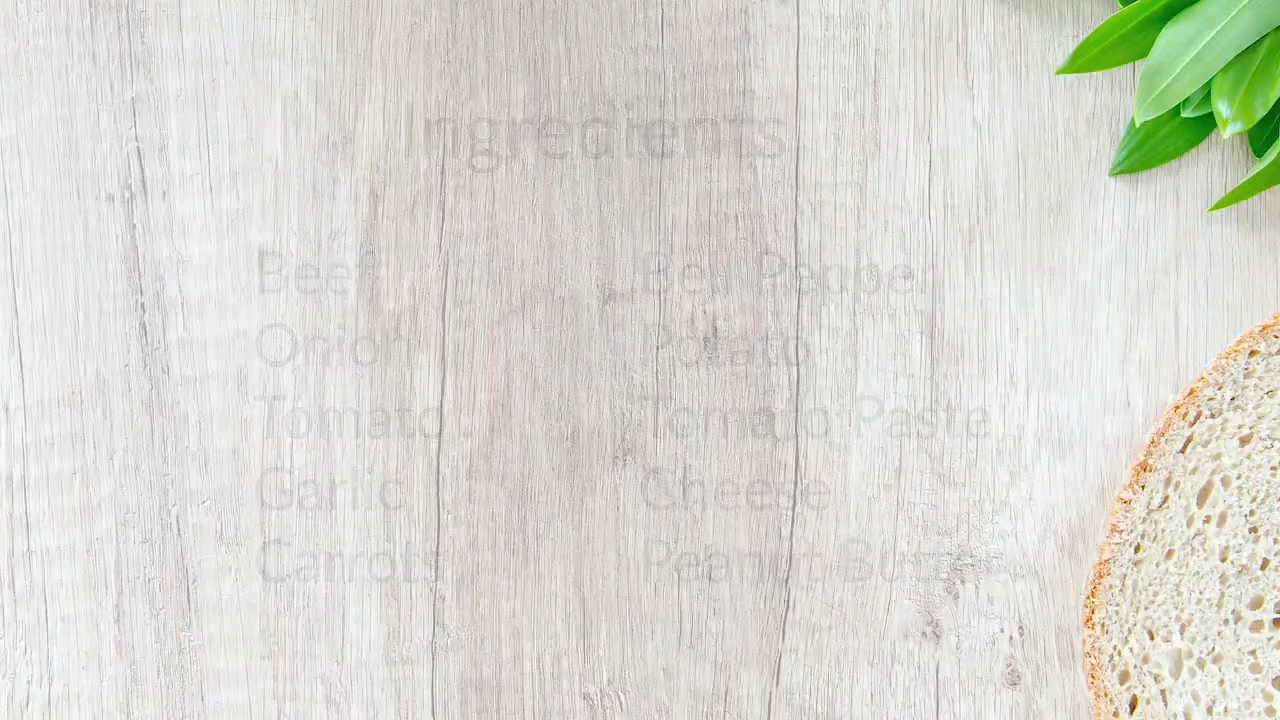 Ingredients
Beef
Onion
Tomato
Garlic
Carrots
Bell Pepper
Potato
Tomato Paste
Cheese
Peanut Butter